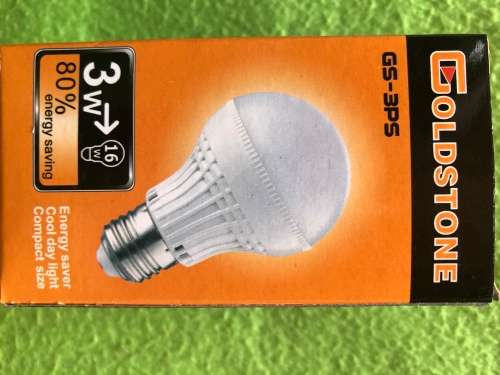 GOLDSTONE
GS-3PS
3W→16W
80%
energy saving
Energy saver
Cool day light
Compact size